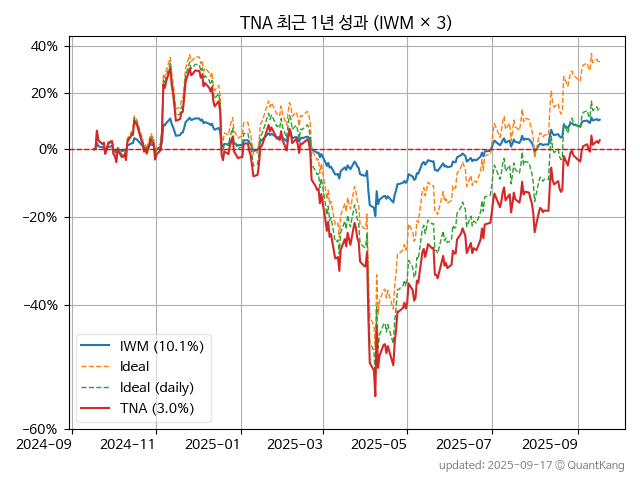 TNA 최근 1년 성과 (IWM × 3)
40%
20%
0%
−20%
−40%
−60%
IWM (10.1%)
Ideal
Ideal (daily)
TNA (3.0%)
2024-09
2024-11
2025-01
2025-03
2025-05
2025-07
2025-09
updated: 2025-09-17 © QuantKang